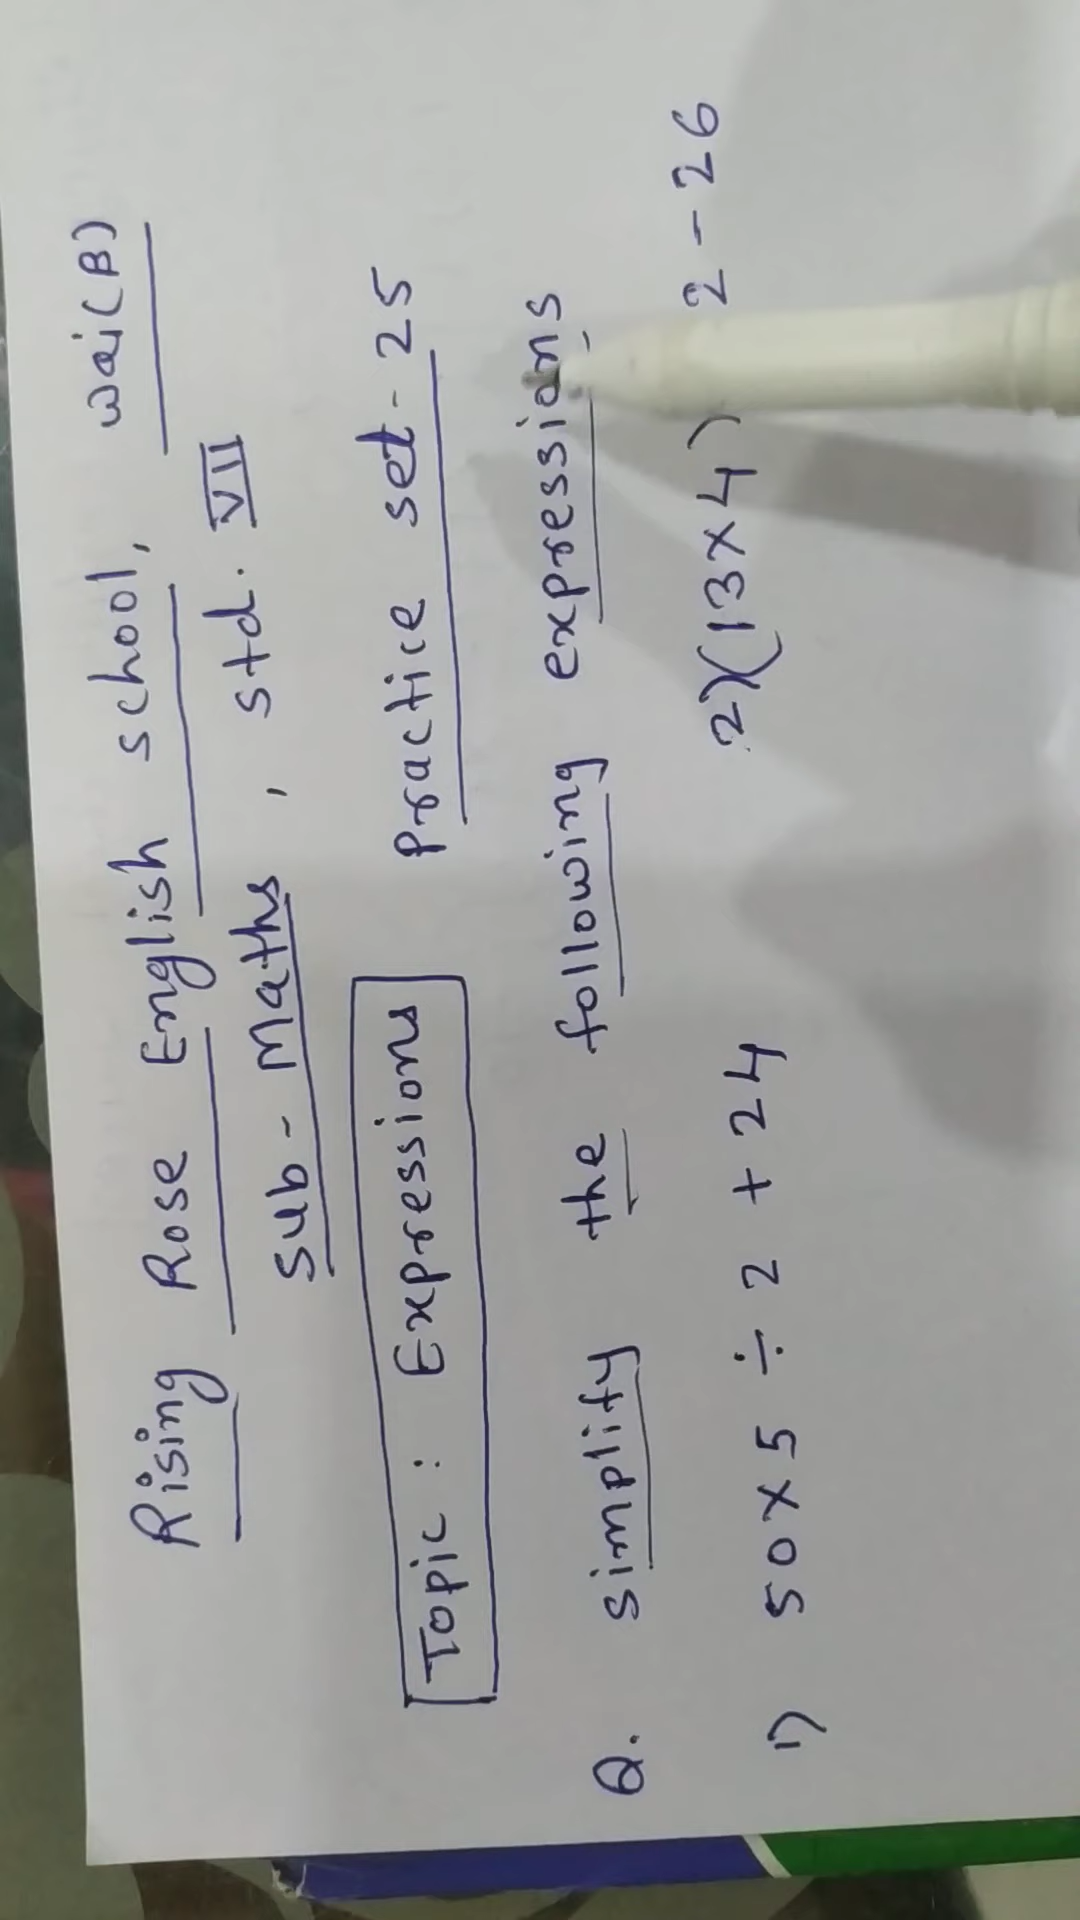 Rising Rose English school, wai(B)
Sub - Maths , std. VII
Topic : Expressions Practice set - 25
Q. simplify the following expressions
1) 50 × 5 ÷ 2 + 24 2) (13 × 4) 2 - 26